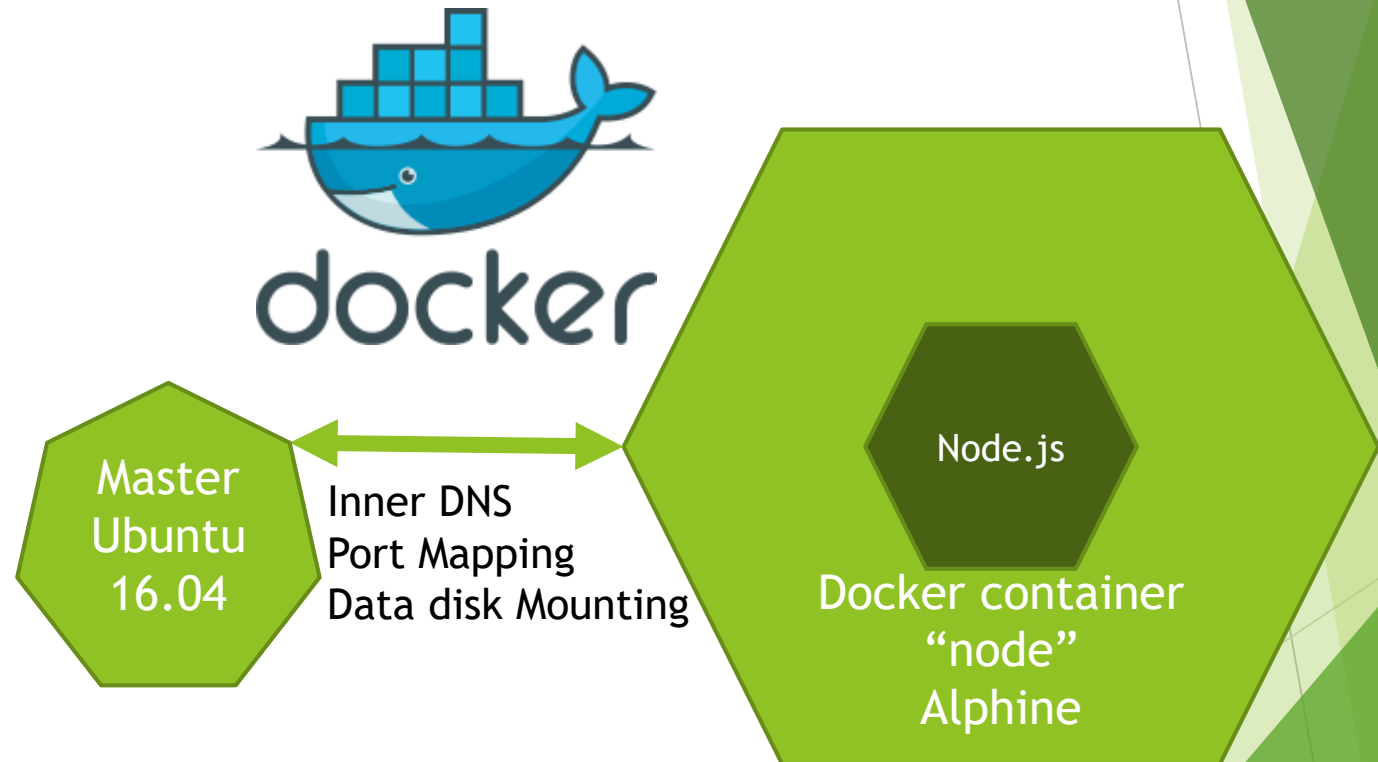 docker
Master
Ubuntu
16.04
Inner DNS
Port Mapping
Data disk Mounting
Node.js
Docker container
“node”
Alphine